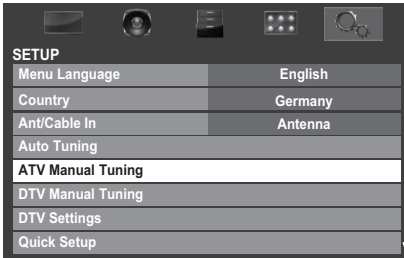 SETUP
Menu Language English
Country Germany
Ant/Cable In Antenna
Auto Tuning
ATV Manual Tuning
DTV Manual Tuning
DTV Settings
Quick Setup